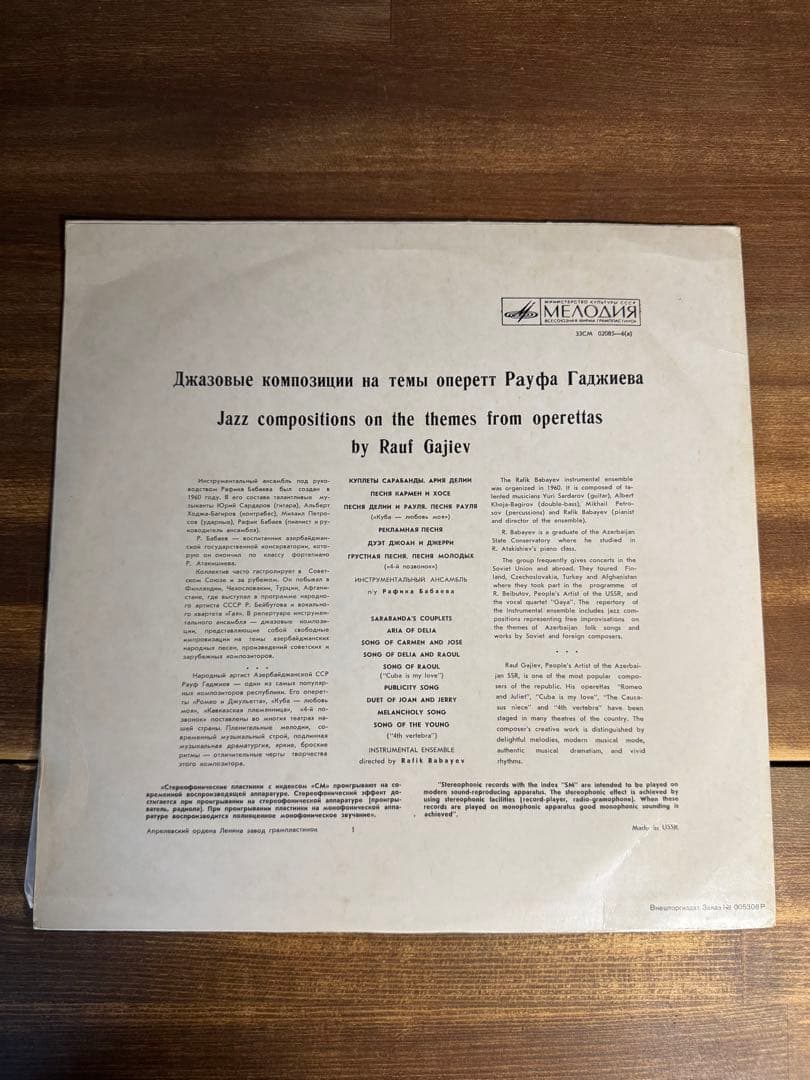 МИНИСТЕРСТВО КУЛЬТУРЫ СССР
МЕЛОДИЯ
ВСЕСОЮЗНАЯ ФИРМА ГРАМПЛАСТИНОК
33СМ 02085—6(а)
Джазовые композиции на темы оперетт Рауфа Гаджиева
Jazz compositions on the themes from operettas
by Rauf Gajiev
Инструментальный ансамбль под руко-
водством Рафика Бабаева был создан в
1960 году. В его составе талантливые му-
зыканты Юрий Сардаров (гитара), Альберт
Ходжа-Багиров (контрабас), Михаил Петро-
сов (ударных), Рафик Бабаев (пианист и ру-
ководитель ансамбля).
Р. Бабаев — воспитанник азербайджан-
ской государственной консерватории, кото-
рую он окончил по классу фортепиано
Р. Атакишиева.
Коллектив часто гастролирует в Совет-
ском Союзе и за рубежом. Он побывал в
Финляндии, Чехословакии, Турции, Афгани-
стане, где выступал в программе народно-
го артиста СССР Р. Бейбутова и вокально-
го квартета «Гая». В репертуаре инструмен-
тального ансамбля — джазовые компози-
ции, представляющие собой свободные
импровизации на темы азербайджанских
народных песен, произведений советских и
зарубежных композиторов.
• • •
Народный артист Азербайджанской ССР
Рауф Гаджиев — один из самых популяр-
ных композиторов республики. Его оперет-
ты «Ромео и Джульетта», «Куба — любовь
моя», «Кавказская племянница», «4-й по-
звонок» поставлены во многих театрах на-
шей страны. Пленительные мелодии, со-
временный музыкальный строй, подлинная
музыкальная драматургия, яркие, броские
ритмы — отличительные черты творчества
этого композитора.
КУПЛЕТЫ САРАБАНДЫ. АРИЯ ДЕЛИИ
ПЕСНЯ КАРМЕН И ХОСЕ
ПЕСНЯ ДЕЛИИ И РАУЛЯ. ПЕСНЯ РАУЛЯ
(«Куба — любовь моя»)
РЕКЛАМНАЯ ПЕСНЯ
ДУЭТ ДЖОАН И ДЖЕРРИ
ГРУСТНАЯ ПЕСНЯ. ПЕСНЯ МОЛОДЫХ
(«4-й позвонок»)
ИНСТРУМЕНТАЛЬНЫЙ АНСАМБЛЬ
п/у Рафика Бабаева
SARABANDA'S COUPLETS
ARIA OF DELIA
SONG OF CARMEN AND JOSE
SONG OF DELIA AND RAOUL
SONG OF RAOUL
("Cuba is my love")
PUBLICITY SONG
DUET OF JOAN AND JERRY
MELANCHOLY SONG
SONG OF THE YOUNG
("4th vertebra")
INSTRUMENTAL ENSEMBLE
directed by Rafik Babayev
The Rafik Babayev instrumental ensemble
was organized in 1960. It is composed of ta-
lented musicians Yuri Sardarov (guitar), Albert
Khoja-Bagirov (double-bass), Mikhail Petro-
sov (percussions) and Rafik Babayev (pianist
and director of the ensemble).
R. Babayev is a graduate of the Azerbaijan
State Conservatory where he studied in
R. Atakishiev's piano class.
The group frequently gives concerts in the
Soviet Union and abroad. They toured Fin-
land, Czechoslovakia, Turkey and Afghanistan
where they took part in the programme of
R. Beibutov, People's Artist of the USSR, and
the vocal quartet "Gaya". The repertory of
the instrumental ensemble includes jazz com-
positions representing free improvisations on
the themes of Azerbaijan folk songs and
works by Soviet and foreign composers.
• • •
Rauf Gajiev, People's Artist of the Azerbai-
jan SSR, is one of the most popular compo-
sers of the republic. His operettas "Romeo
and Juliet", "Cuba is my love", "The Cauca-
sus niece" and "4th vertebra" have been
staged in many theatres of the country. The
composer's creative work is distinguished by
delightful melodies, modern musical mode,
authentic musical dramatism, and vivid
rhythms.
«Стереофонические пластинки с индексом «СМ» проигрывают на со-
временной воспроизводящей аппаратуре. Стереофонический эффект до-
стигается при проигрывании на стереофонической аппаратуре (проигры-
ватель, радиола). При проигрывании пластинки на монофонической аппа-
ратуре воспроизводится полноценное монофоническое звучание».
"Stereophonic records with the index "SM" are intended to be played on
modern sound-reproducing apparatus. The stereophonic effect is achieved by
using stereophonic facilities (record-player, radio-gramophone). When these
records are played on monophonic apparatus good monophonic sounding is
achieved".
Апрелевский ордена Ленина завод грампластинок 1
Made in USSR
Внешторгиздат. Заказ № 005308 Р